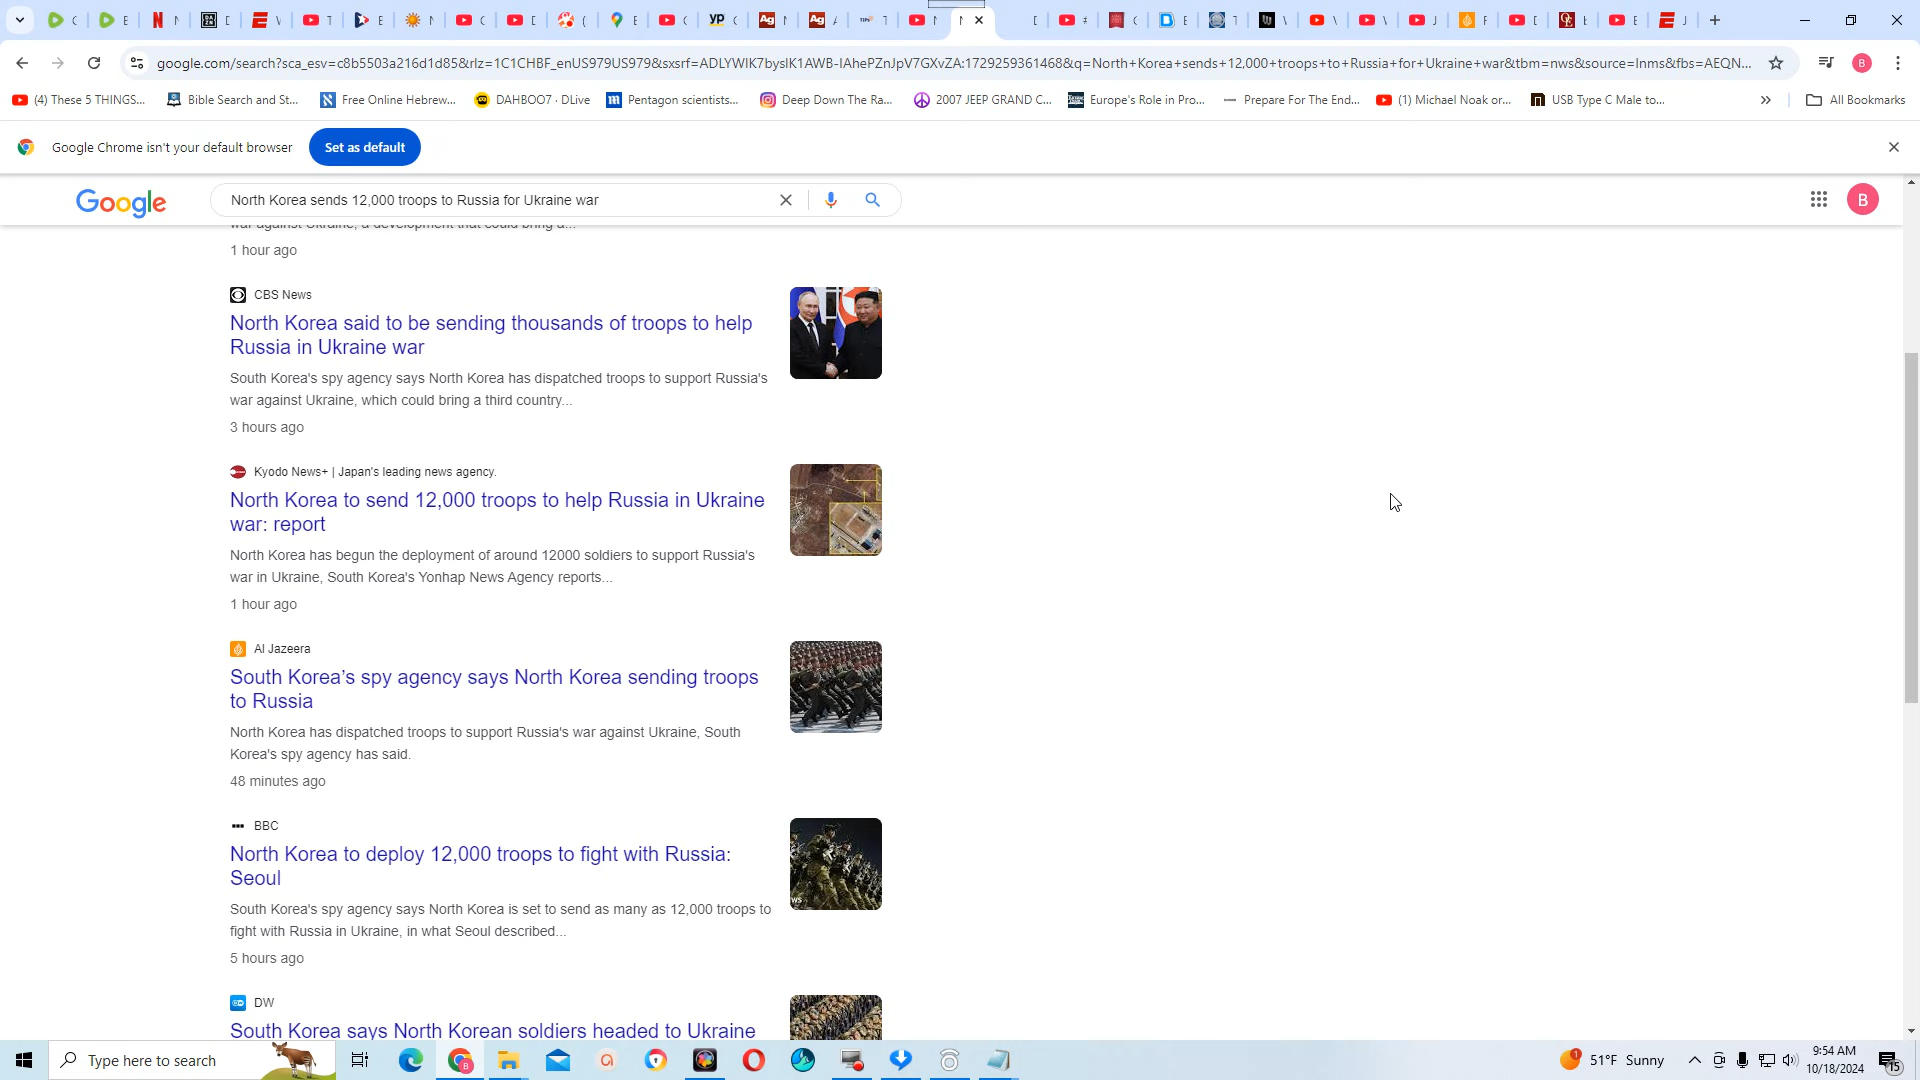 C
E
N
D
V
T
E
N
C
D
(
E
C
yp C
Ag N
Ag A
TIPS T
N
N
D
#
C
E
T
V
V
V
J
F
D
OE
E
J
google.com/search?sca_esv=c8b5503a216d1d85&rlz=1C1CHBF_enUS979US979&sxsrf=ADLYWIK7byslK1AWB-IAhePZnJpV7GXvZA:1729259361468&q=North+Korea+sends+12,000+troops+to+Russia+for+Ukraine+war&tbm=nws&source=lnms&fbs=AEQN...
B
(4) These 5 THINGS...
Bible Search and St...
Free Online Hebrew...
DAHBOO7 · DLive
Pentagon scientists...
Deep Down The Ra...
2007 JEEP GRAND C...
Europe's Role in Pro...
Prepare For The End...
(1) Michael Noak or...
USB Type C Male to...
All Bookmarks
Google Chrome isn't your default browser
Set as default
Google
North Korea sends 12,000 troops to Russia for Ukraine war
B
war against Ukraine, a development that could bring a...
1 hour ago
CBS News
North Korea said to be sending thousands of troops to help
Russia in Ukraine war
South Korea's spy agency says North Korea has dispatched troops to support Russia's
war against Ukraine, which could bring a third country...
3 hours ago
Kyodo News+ | Japan's leading news agency.
North Korea to send 12,000 troops to help Russia in Ukraine
war: report
North Korea has begun the deployment of around 12000 soldiers to support Russia's
war in Ukraine, South Korea's Yonhap News Agency reports...
1 hour ago
Al Jazeera
South Korea’s spy agency says North Korea sending troops
to Russia
North Korea has dispatched troops to support Russia's war against Ukraine, South
Korea's spy agency has said.
48 minutes ago
BBC
North Korea to deploy 12,000 troops to fight with Russia:
Seoul
South Korea's spy agency says North Korea is set to send as many as 12,000 troops to
fight with Russia in Ukraine, in what Seoul described...
5 hours ago
DW
South Korea says North Korean soldiers headed to Ukraine
Type here to search
51°F Sunny
9:54 AM
10/18/2024
15